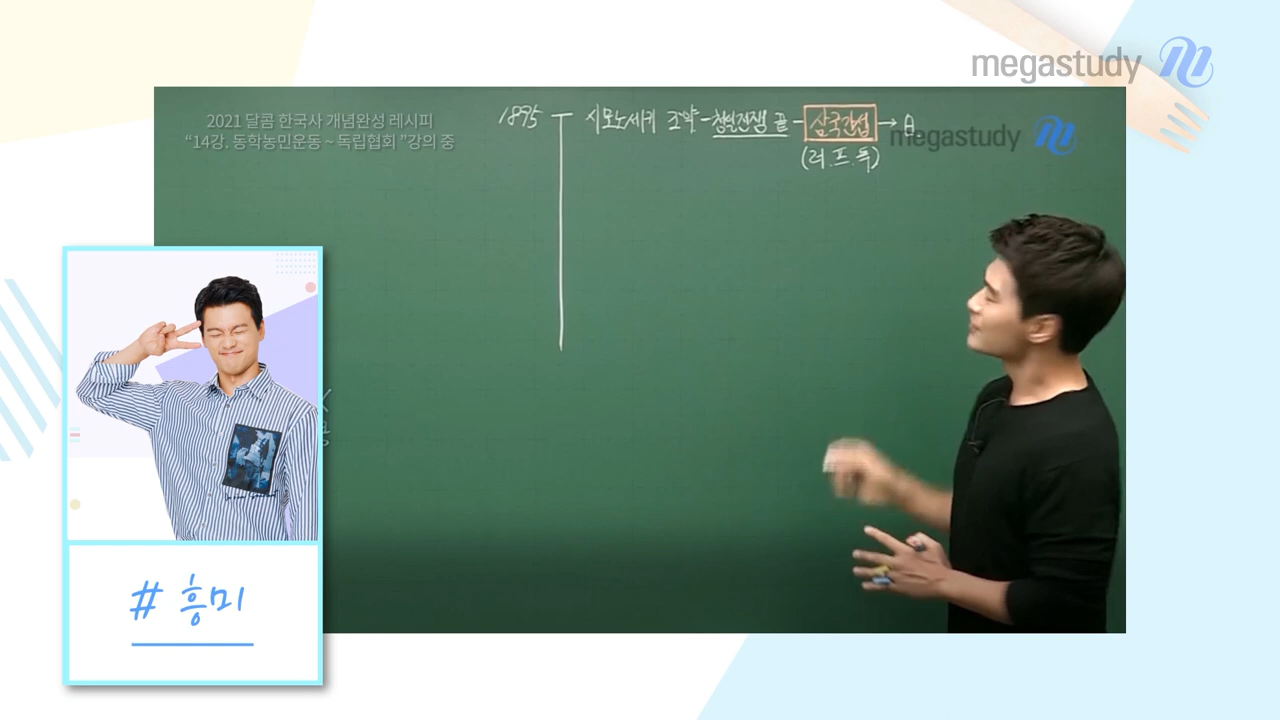 megastudy
2021 달콤 한국사 개념완성 레시피
“14강. 동학농민운동 ~ 독립협회 ”강의 중
1895 시모노세키 조약 - 청일전쟁 끝 - 삼국간섭 →
(러.프.독)
megastudy
# 흥미